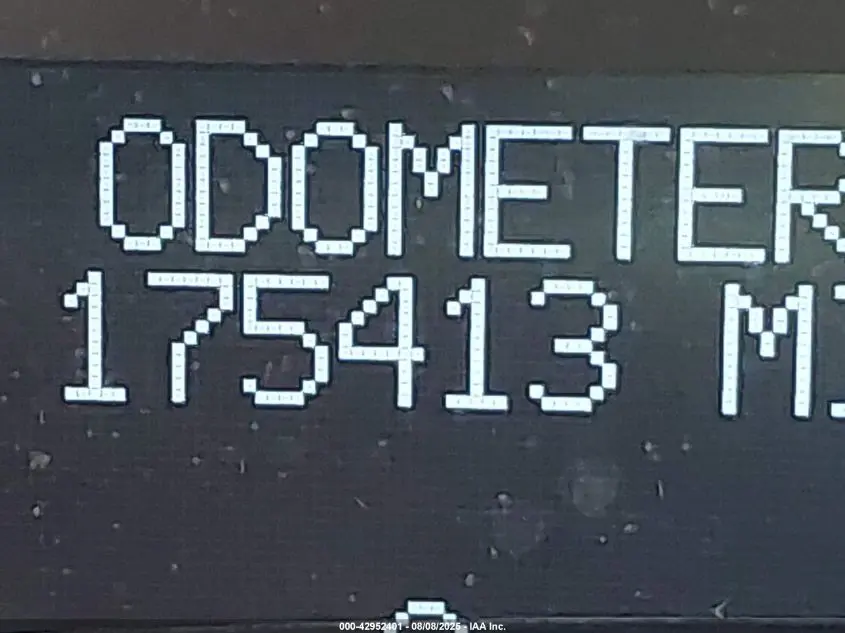 ODOMETER
175413 MI
000-42952401 - 08/08/2025 - IAA Inc.